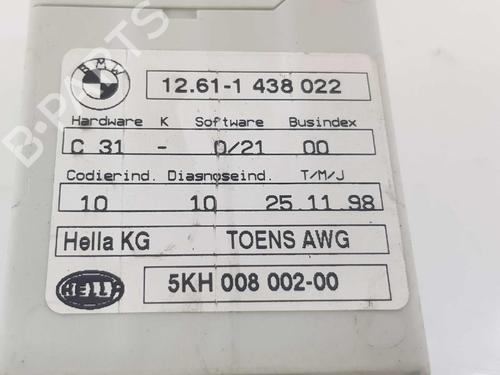 BMW
12.61-1 438 022
Hardware K Software Busindex
C 31 - 0/21 00
Codierind. Diagnoseind. T/M/J
10 10 25.11.98
Hella KG TOENS AWG
HELLA
5KH 008 002-00
B-PARTS